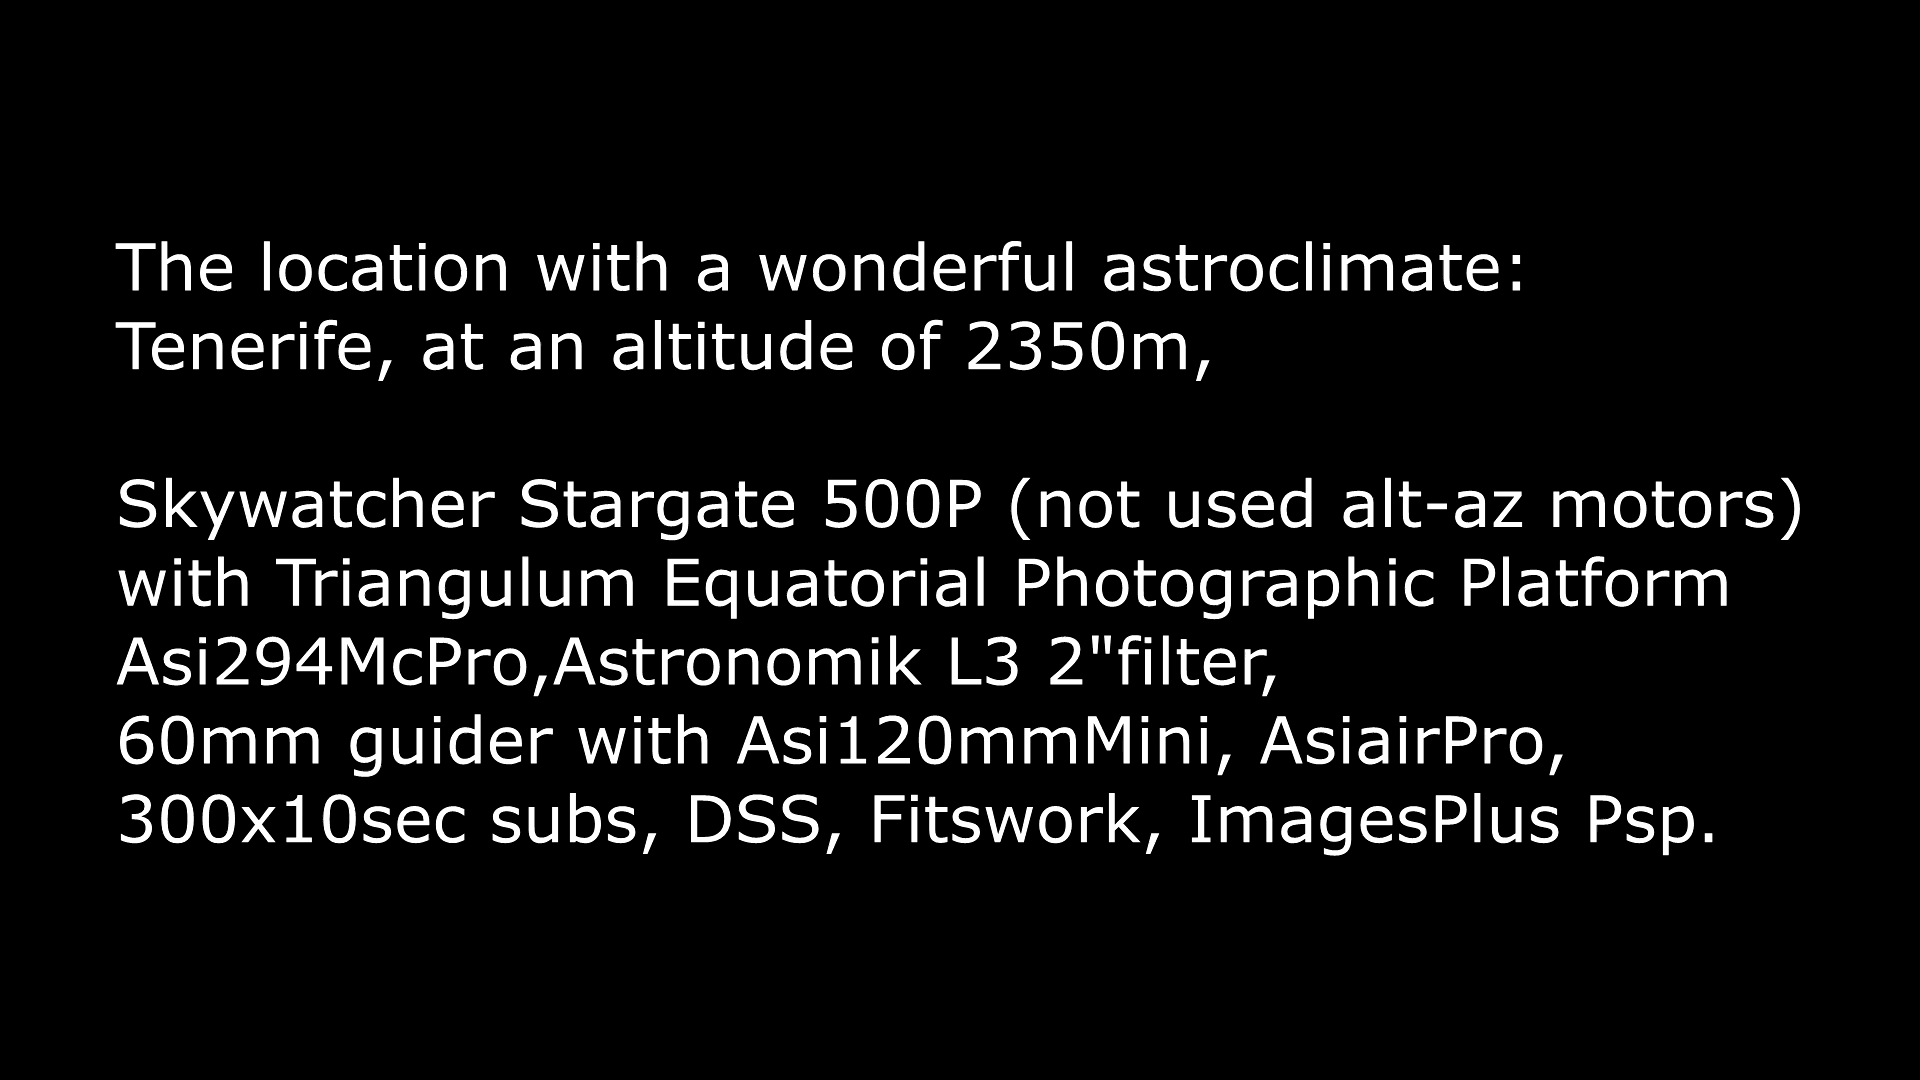 The location with a wonderful astroclimate:
Tenerife, at an altitude of 2350m,
Skywatcher Stargate 500P (not used alt-az motors)
with Triangulum Equatorial Photographic Platform
Asi294McPro,Astronomik L3 2"filter,
60mm guider with Asi120mmMini, AsiairPro,
300x10sec subs, DSS, Fitswork, ImagesPlus Psp.